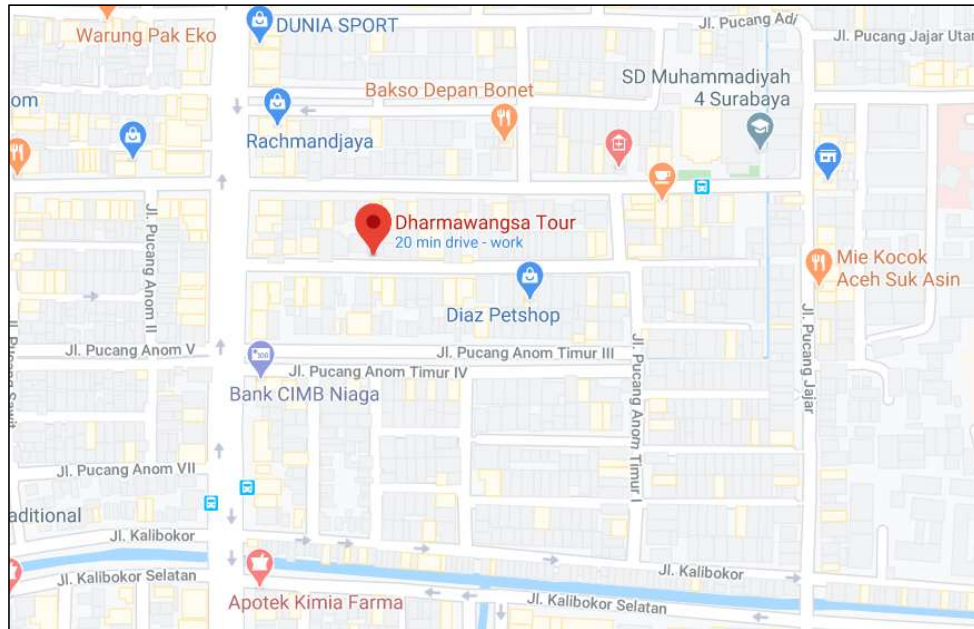 Warung Pak Eko
DUNIA SPORT
Jl. Pucang Adi
Jl. Pucang Jajar Utar
SD Muhammadiyah
4 Surabaya
Bakso Depan Bonet
om
Rachmandjaya
Dharmawangsa Tour
20 min drive - work
Jl. Pucang Anom II
Mie Kocok
Aceh Suk Asin
Diaz Petshop
Jl. Pucang Anom V
Jl. Pucang Anom Timur III
Jl. Pucang Anom Timur IV
Bank CIMB Niaga
Jl. Pucang Anom Timur I
Jl. Pucang Jajar
Jl. Pucang Anom VII
aditional
Jl. Kalibokor
Jl. Kalibokor
Jl. Kalibokor Selatan
Apotek Kimia Farma
Jl. Kalibokor Selatan